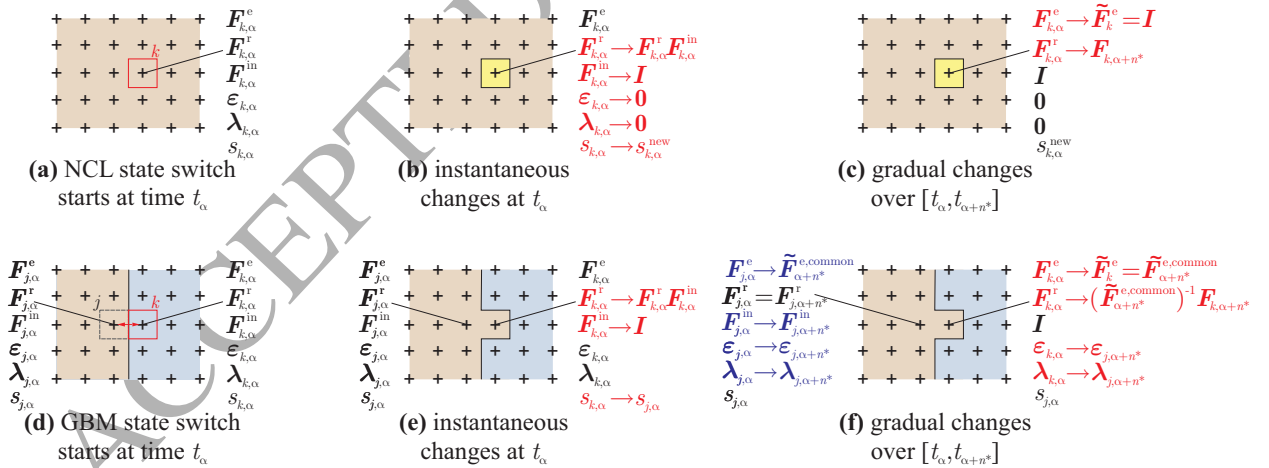 F^e_{k,α}
F^r_{k,α}
F^in_{k,α}
ε_{k,α}
λ_{k,α}
s_{k,α}
k
(a) NCL state switch
starts at time t_α
F^e_{k,α}
F^r_{k,α} → F^r_{k,α} F^in_{k,α}
F^in_{k,α} → I
ε_{k,α} → 0
λ_{k,α} → 0
s_{k,α} → s^new_{k,α}
(b) instantaneous
changes at t_α
F^e_{k,α} → F̃^e_k = I
F^r_{k,α} → F_{k,α+n*}
I
0
0
s^new_{k,α}
(c) gradual changes
over [t_α, t_{α+n*}]
F^e_{j,α}
F^r_{j,α}
F^in_{j,α}
ε_{j,α}
λ_{j,α}
s_{j,α}
j
k
F^e_{k,α}
F^r_{k,α}
F^in_{k,α}
ε_{k,α}
λ_{k,α}
s_{k,α}
(d) GBM state switch
starts at time t_α
F^e_{j,α}
F^r_{j,α}
F^in_{j,α}
ε_{j,α}
λ_{j,α}
s_{j,α}
F^e_{k,α}
F^r_{k,α} → F^r_{k,α} F^in_{k,α}
F^in_{k,α} → I
ε_{k,α}
λ_{k,α}
s_{k,α} → s_{j,α}
(e) instantaneous
changes at t_α
F^e_{j,α} → F̃^{e,common}_{α+n*}
F^r_{j,α} = F^r_{j,α+n*}
F^in_{j,α} → F^in_{j,α+n*}
ε_{j,α} → ε_{j,α+n*}
λ_{j,α} → λ_{j,α+n*}
s_{j,α}
F^e_{k,α} → F̃^e_k = F̃^{e,common}_{α+n*}
F^r_{k,α} → (F̃^{e,common}_{α+n*})^{-1} F_{k,α+n*}
I
ε_{k,α} → ε_{j,α+n*}
λ_{k,α} → λ_{j,α+n*}
s_{j,α}
(f) gradual changes
over [t_α, t_{α+n*}]
ACCEPT